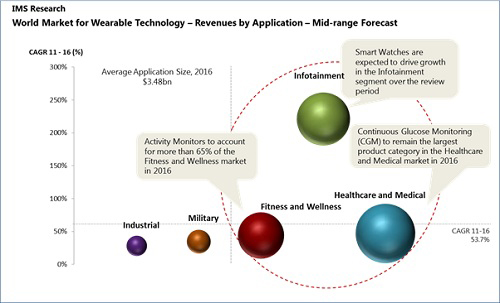 IMS Research
World Market for Wearable Technology – Revenues by Application – Mid-range Forecast
CAGR 11 - 16 (%)
300%
250%
200%
150%
100%
50%
0%
Average Application Size, 2016
$3.48bn
Infotainment
Smart Watches are
expected to drive growth
in the Infotainment
segment over the review
period
Activity Monitors to account
for more than 65% of the
Fitness and Wellness market
in 2016
Continuous Glucose Monitoring
(CGM) to remain the largest
product category in the Healthcare
and Medical market in 2016
Industrial
Military
Fitness and Wellness
Healthcare and Medical
CAGR 11-16
53.7%